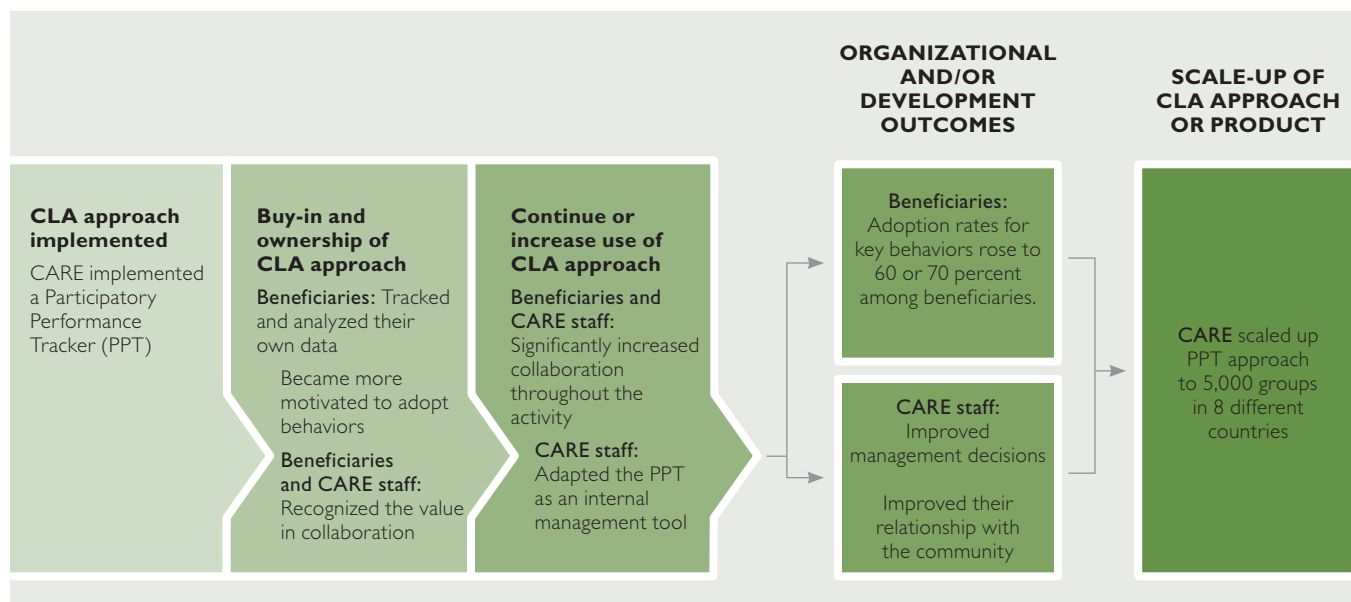 ORGANIZATIONAL
AND/OR
DEVELOPMENT
OUTCOMES
SCALE-UP OF
CLA APPROACH
OR PRODUCT
CLA approach
implemented
CARE implemented
a Participatory
Performance
Tracker (PPT)
Buy-in and
ownership of
CLA approach
Beneficiaries: Tracked
and analyzed their
own data
Became more
motivated to adopt
behaviors
Beneficiaries
and CARE staff:
Recognized the value
in collaboration
Continue or
increase use of
CLA approach
Beneficiaries and
CARE staff:
Significantly increased
collaboration
throughout the
activity
CARE staff:
Adapted the PPT
as an internal
management tool
Beneficiaries:
Adoption rates for
key behaviors rose to
60 or 70 percent
among beneficiaries.
CARE staff:
Improved
management decisions
Improved their
relationship with
the community
CARE scaled up
PPT approach
to 5,000 groups
in 8 different
countries